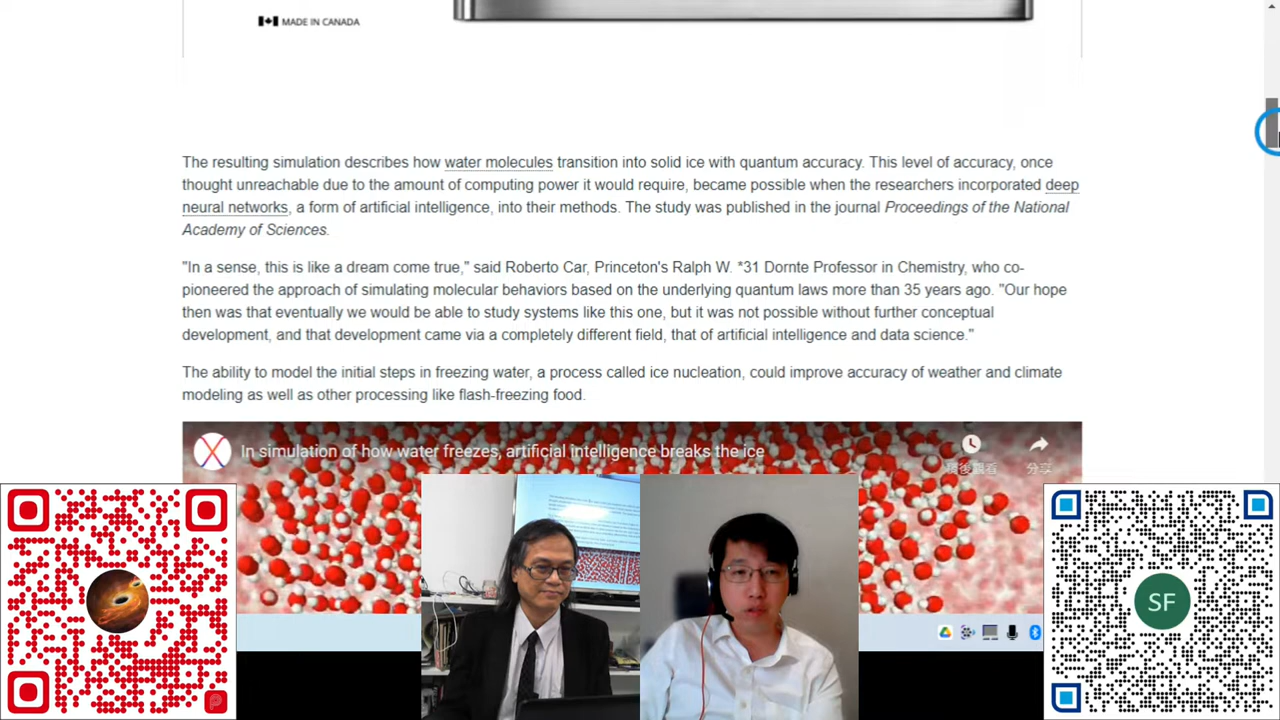 MADE IN CANADA
The resulting simulation describes how water molecules transition into solid ice with quantum accuracy. This level of accuracy, once
thought unreachable due to the amount of computing power it would require, became possible when the researchers incorporated deep
neural networks, a form of artificial intelligence, into their methods. The study was published in the journal Proceedings of the National
Academy of Sciences.
"In a sense, this is like a dream come true," said Roberto Car, Princeton's Ralph W. *31 Dornte Professor in Chemistry, who co-
pioneered the approach of simulating molecular behaviors based on the underlying quantum laws more than 35 years ago. "Our hope
then was that eventually we would be able to study systems like this one, but it was not possible without further conceptual
development, and that development came via a completely different field, that of artificial intelligence and data science."
The ability to model the initial steps in freezing water, a process called ice nucleation, could improve accuracy of weather and climate
modeling as well as other processing like flash-freezing food.
In simulation of how water freezes, artificial intelligence breaks the ice
稍後觀看 分享
SF